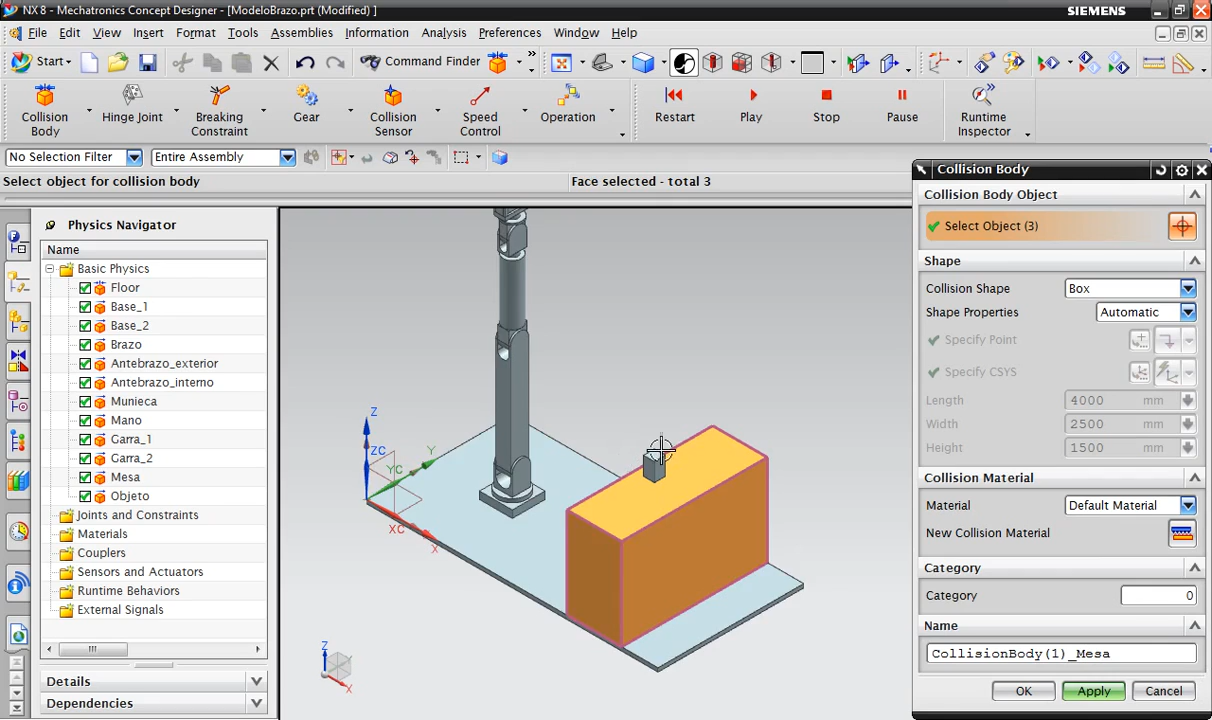 NX 8 - Mechatronics Concept Designer - [ModeloBrazo.prt (Modified) ]
SIEMENS
File Edit View Insert Format Tools Assemblies Information Analysis Preferences Window Help
Start Command Finder
Collision Body
Hinge Joint
Breaking Constraint
Gear
Collision Sensor
Speed Control
Operation
Restart
Play
Stop
Pause
Runtime Inspector
No Selection Filter Entire Assembly
Select object for collision body
Face selected - total 3
Physics Navigator
Name
Basic Physics
Floor
Base_1
Base_2
Brazo
Antebrazo_exterior
Antebrazo_interno
Munieca
Mano
Garra_1
Garra_2
Mesa
Objeto
Joints and Constraints
Materials
Couplers
Sensors and Actuators
Runtime Behaviors
External Signals
Details
Dependencies
Z
ZC
Y
YC
XC
X
Z
X
Collision Body
Collision Body Object
Select Object (3)
Shape
Collision Shape Box
Shape Properties Automatic
Specify Point
Specify CSYS
Length 4000 mm
Width 2500 mm
Height 1500 mm
Collision Material
Material Default Material
New Collision Material
Category
Category 0
Name
CollisionBody(1)_Mesa
OK Apply Cancel